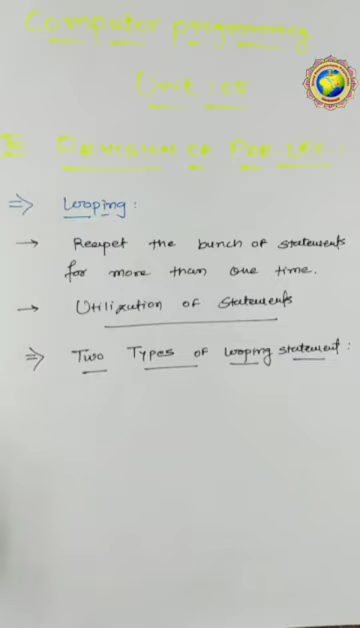 Computer programming
Unit : 05
REVISION OF PRE LEC :
⇒ Looping :
→ Reapet the bunch of statements
for more than one time.
→ Utilization of statements
⇒ Two Types of looping statement :